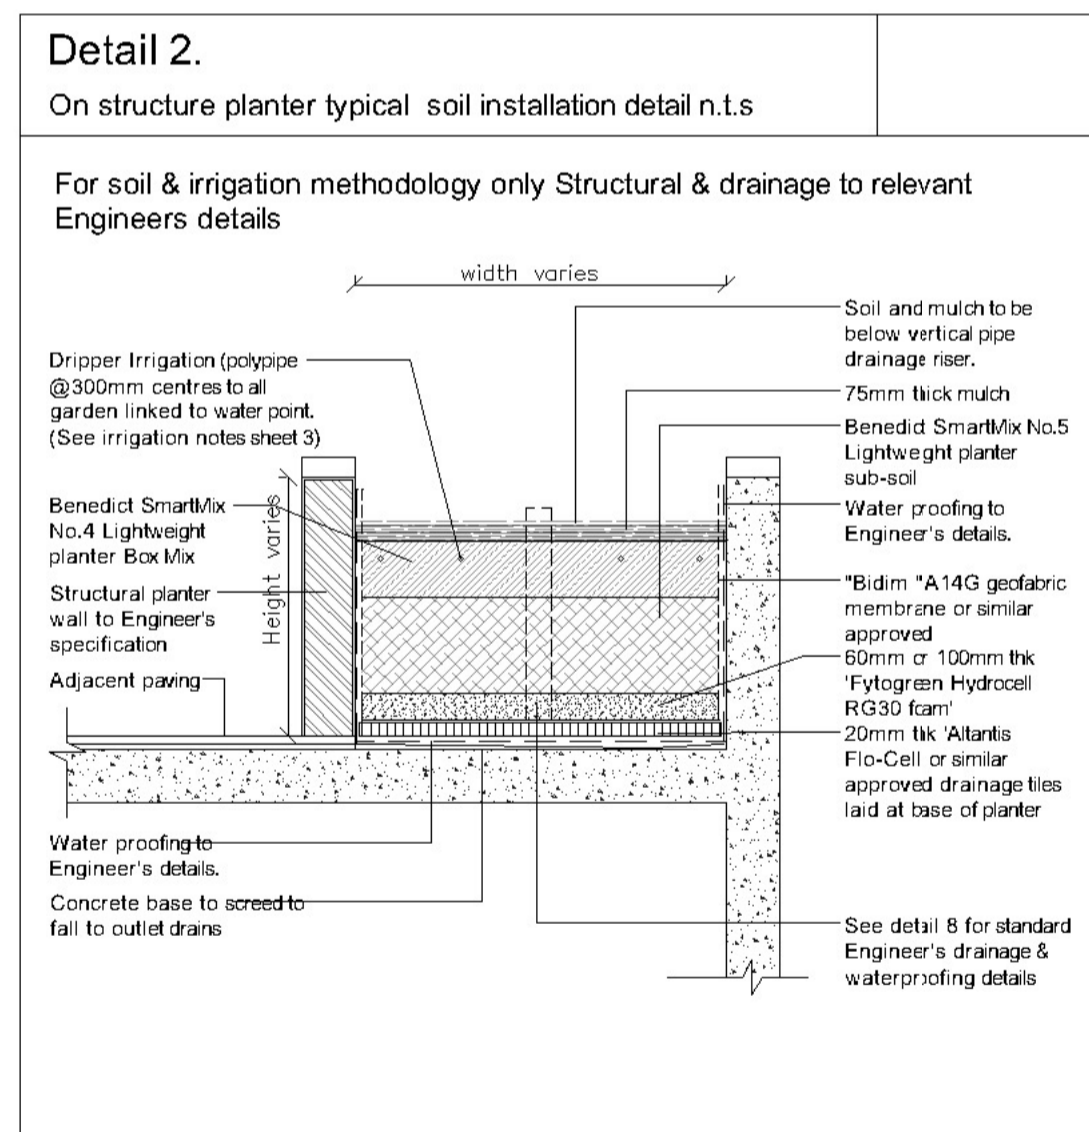 Detail 2.
On structure planter typical soil installation detail n.t.s
For soil & irrigation methodology only Structural & drainage to relevant
Engineers details
width varies
Dripper Irrigation (polypipe
@300mm centres to all
garden linked to water point.
(See irrigation notes sheet 3)
Benedict SmartMix
No.4 Lightweight
planter Box Mix
Structural planter
wall to Engineer's
specification
Adjacent paving
Height varies
Water proofing to
Engineer's details.
Concrete base to screed to
fall to outlet drains
Soil and mulch to be
below vertical pipe
drainage riser.
75mm thick mulch
Benedict SmartMix No.5
Lightweght planter
sub-soil
Water proofing to
Engineer's details.
"Bidim "A14G geofabric
membrane or similar
approved
60mm or 100mm thk
'Fytogreen Hydrocell
RG30 foam'
20mm thk 'Altantis
Flo-Cell or similar
approved drainage tiles
laid at base of planter
See detail 8 for standard
Engineer's drainage &
waterproofing details